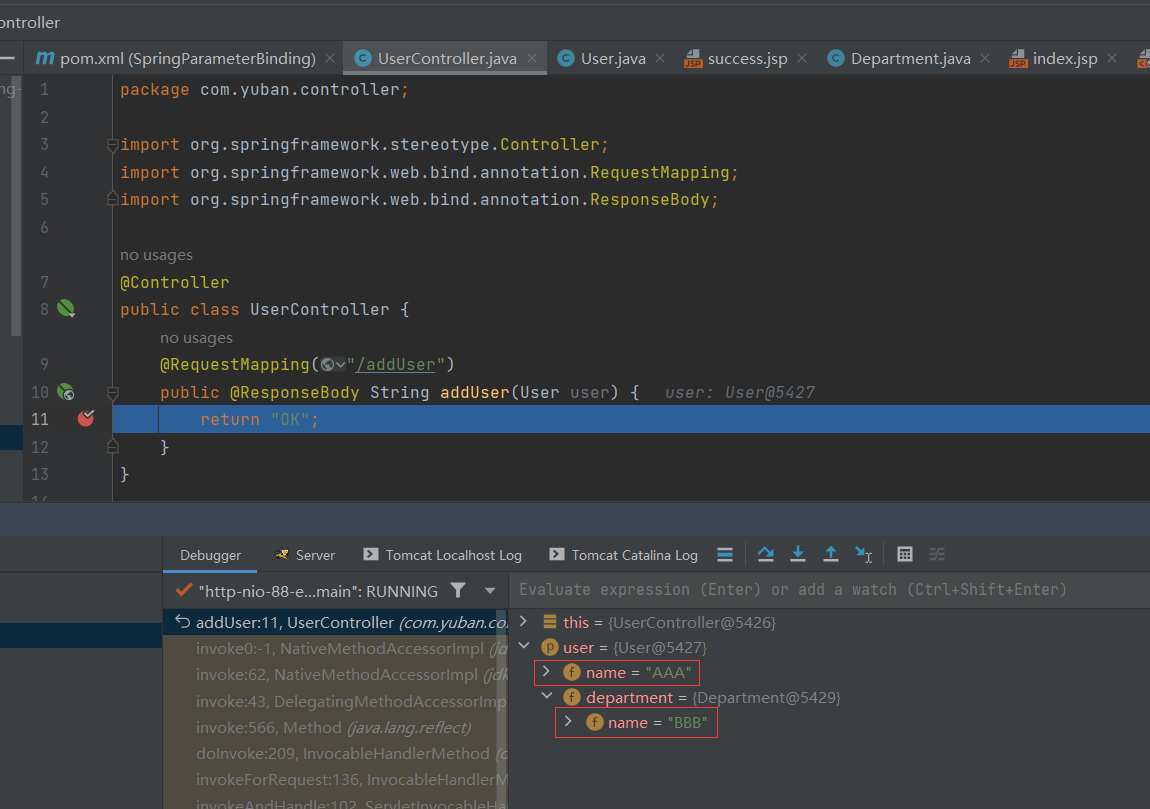 ontroller
pom.xml (SpringParameterBinding) UserController.java User.java success.jsp Department.java index.jsp
ng-
1 package com.yuban.controller;
2
3 import org.springframework.stereotype.Controller;
4 import org.springframework.web.bind.annotation.RequestMapping;
5 import org.springframework.web.bind.annotation.ResponseBody;
6
no usages
7 @Controller
8 public class UserController {
no usages
9 @RequestMapping("/addUser")
10 public @ResponseBody String addUser(User user) { user: User@5427
11 return "OK";
12 }
13 }
14
Debugger Server Tomcat Localhost Log Tomcat Catalina Log
"http-nio-88-e...main": RUNNING
Evaluate expression (Enter) or add a watch (Ctrl+Shift+Enter)
addUser:11, UserController (com.yuban.co
invoke0:-1, NativeMethodAccessorImpl (jd
invoke:62, NativeMethodAccessorImpl (jdk
invoke:43, DelegatingMethodAccessorImp
invoke:566, Method (java.lang.reflect)
doInvoke:209, InvocableHandlerMethod (o
invokeForRequest:136, InvocableHandlerM
invokeAndHandle:102, ServletInvocableHa
this = {UserController@5426}
user = {User@5427}
name = "AAA"
department = {Department@5429}
name = "BBB"